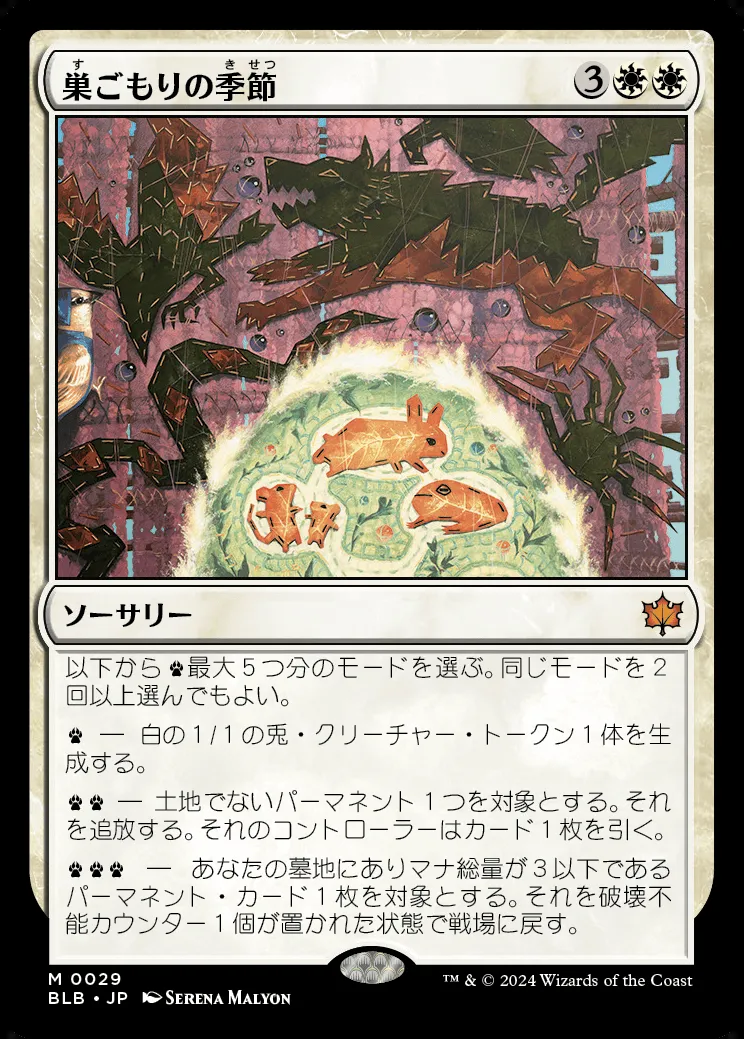 巣ごもりの季節
す き せつ
3
ソーサリー
以下から最大5つ分のモードを選ぶ。同じモードを2
回以上選んでもよい。
― 白の1/1の兎・クリーチャー・トークン1体を生
成する。
― 土地でないパーマネント1つを対象とする。それ
を追放する。それのコントローラーはカード1枚を引く。
― あなたの墓地にありマナ総量が3以下である
パーマネント・カード1枚を対象とする。それを破壊不
能カウンター1個が置かれた状態で戦場に戻す。
M 0029
BLB • JP SERENA MALYON
™ & © 2024 Wizards of the Coast